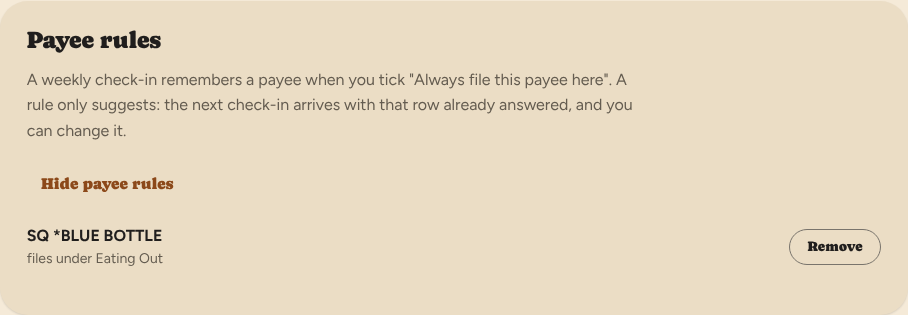 Payee rules
A weekly check-in remembers a payee when you tick "Always file this payee here". A
rule only suggests: the next check-in arrives with that row already answered, and you
can change it.
Hide payee rules
SQ *BLUE BOTTLE
files under Eating Out
Remove